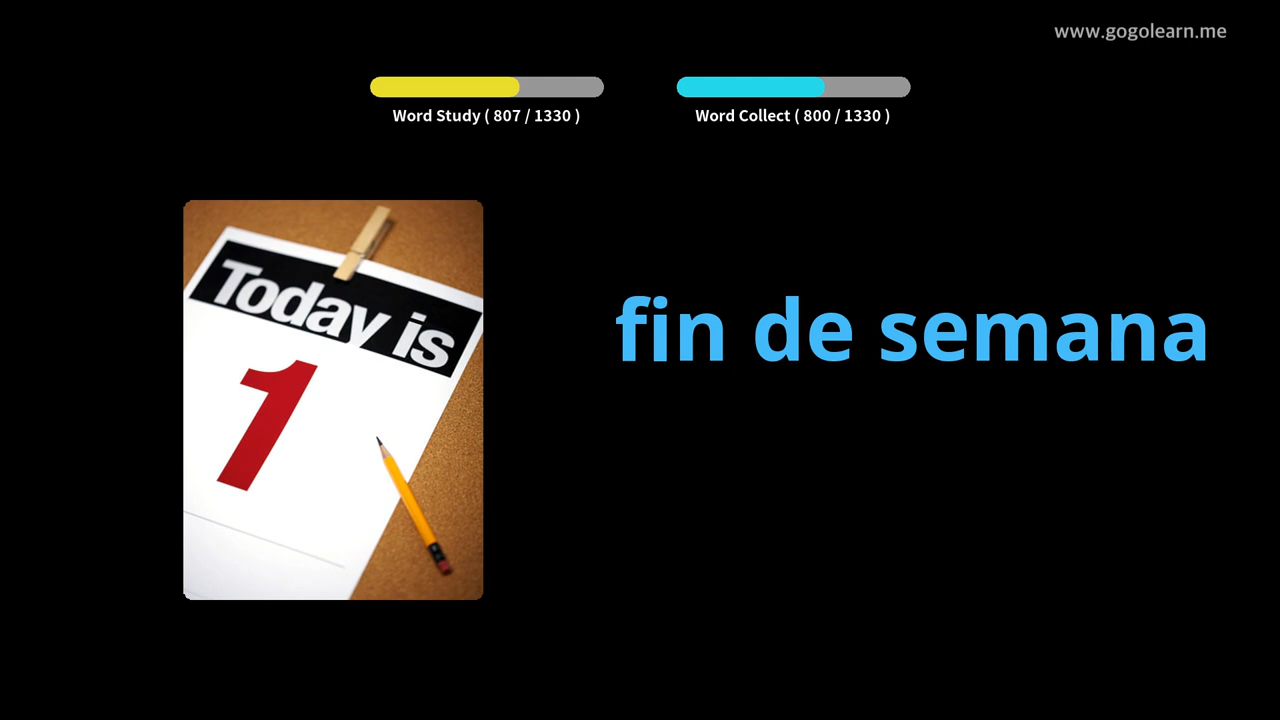 www.gogolearn.me
Word Study ( 807 / 1330 )
Word Collect ( 800 / 1330 )
Today is
1
fin de semana